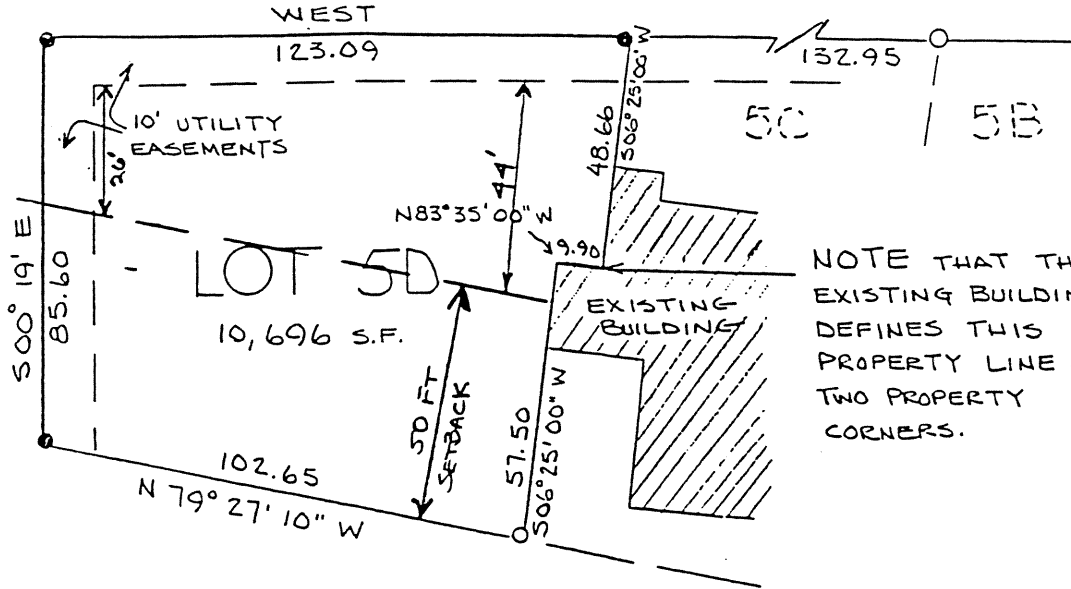 WEST
123.09
132.95
10' UTILITY
EASEMENTS
26'
44'
48.66
S06°25'00"W
5C
5B
N83°35'00" W
9.90
S00° 19' E
85.60
LOT 5D
10,696 S.F.
EXISTING
BUILDING
NOTE THAT TH
EXISTING BUILDIN
DEFINES THIS
PROPERTY LINE
TWO PROPERTY
CORNERS.
50 FT
SETBACK
57.50
S06°25'00" W
102.65
N 79° 27' 10" W